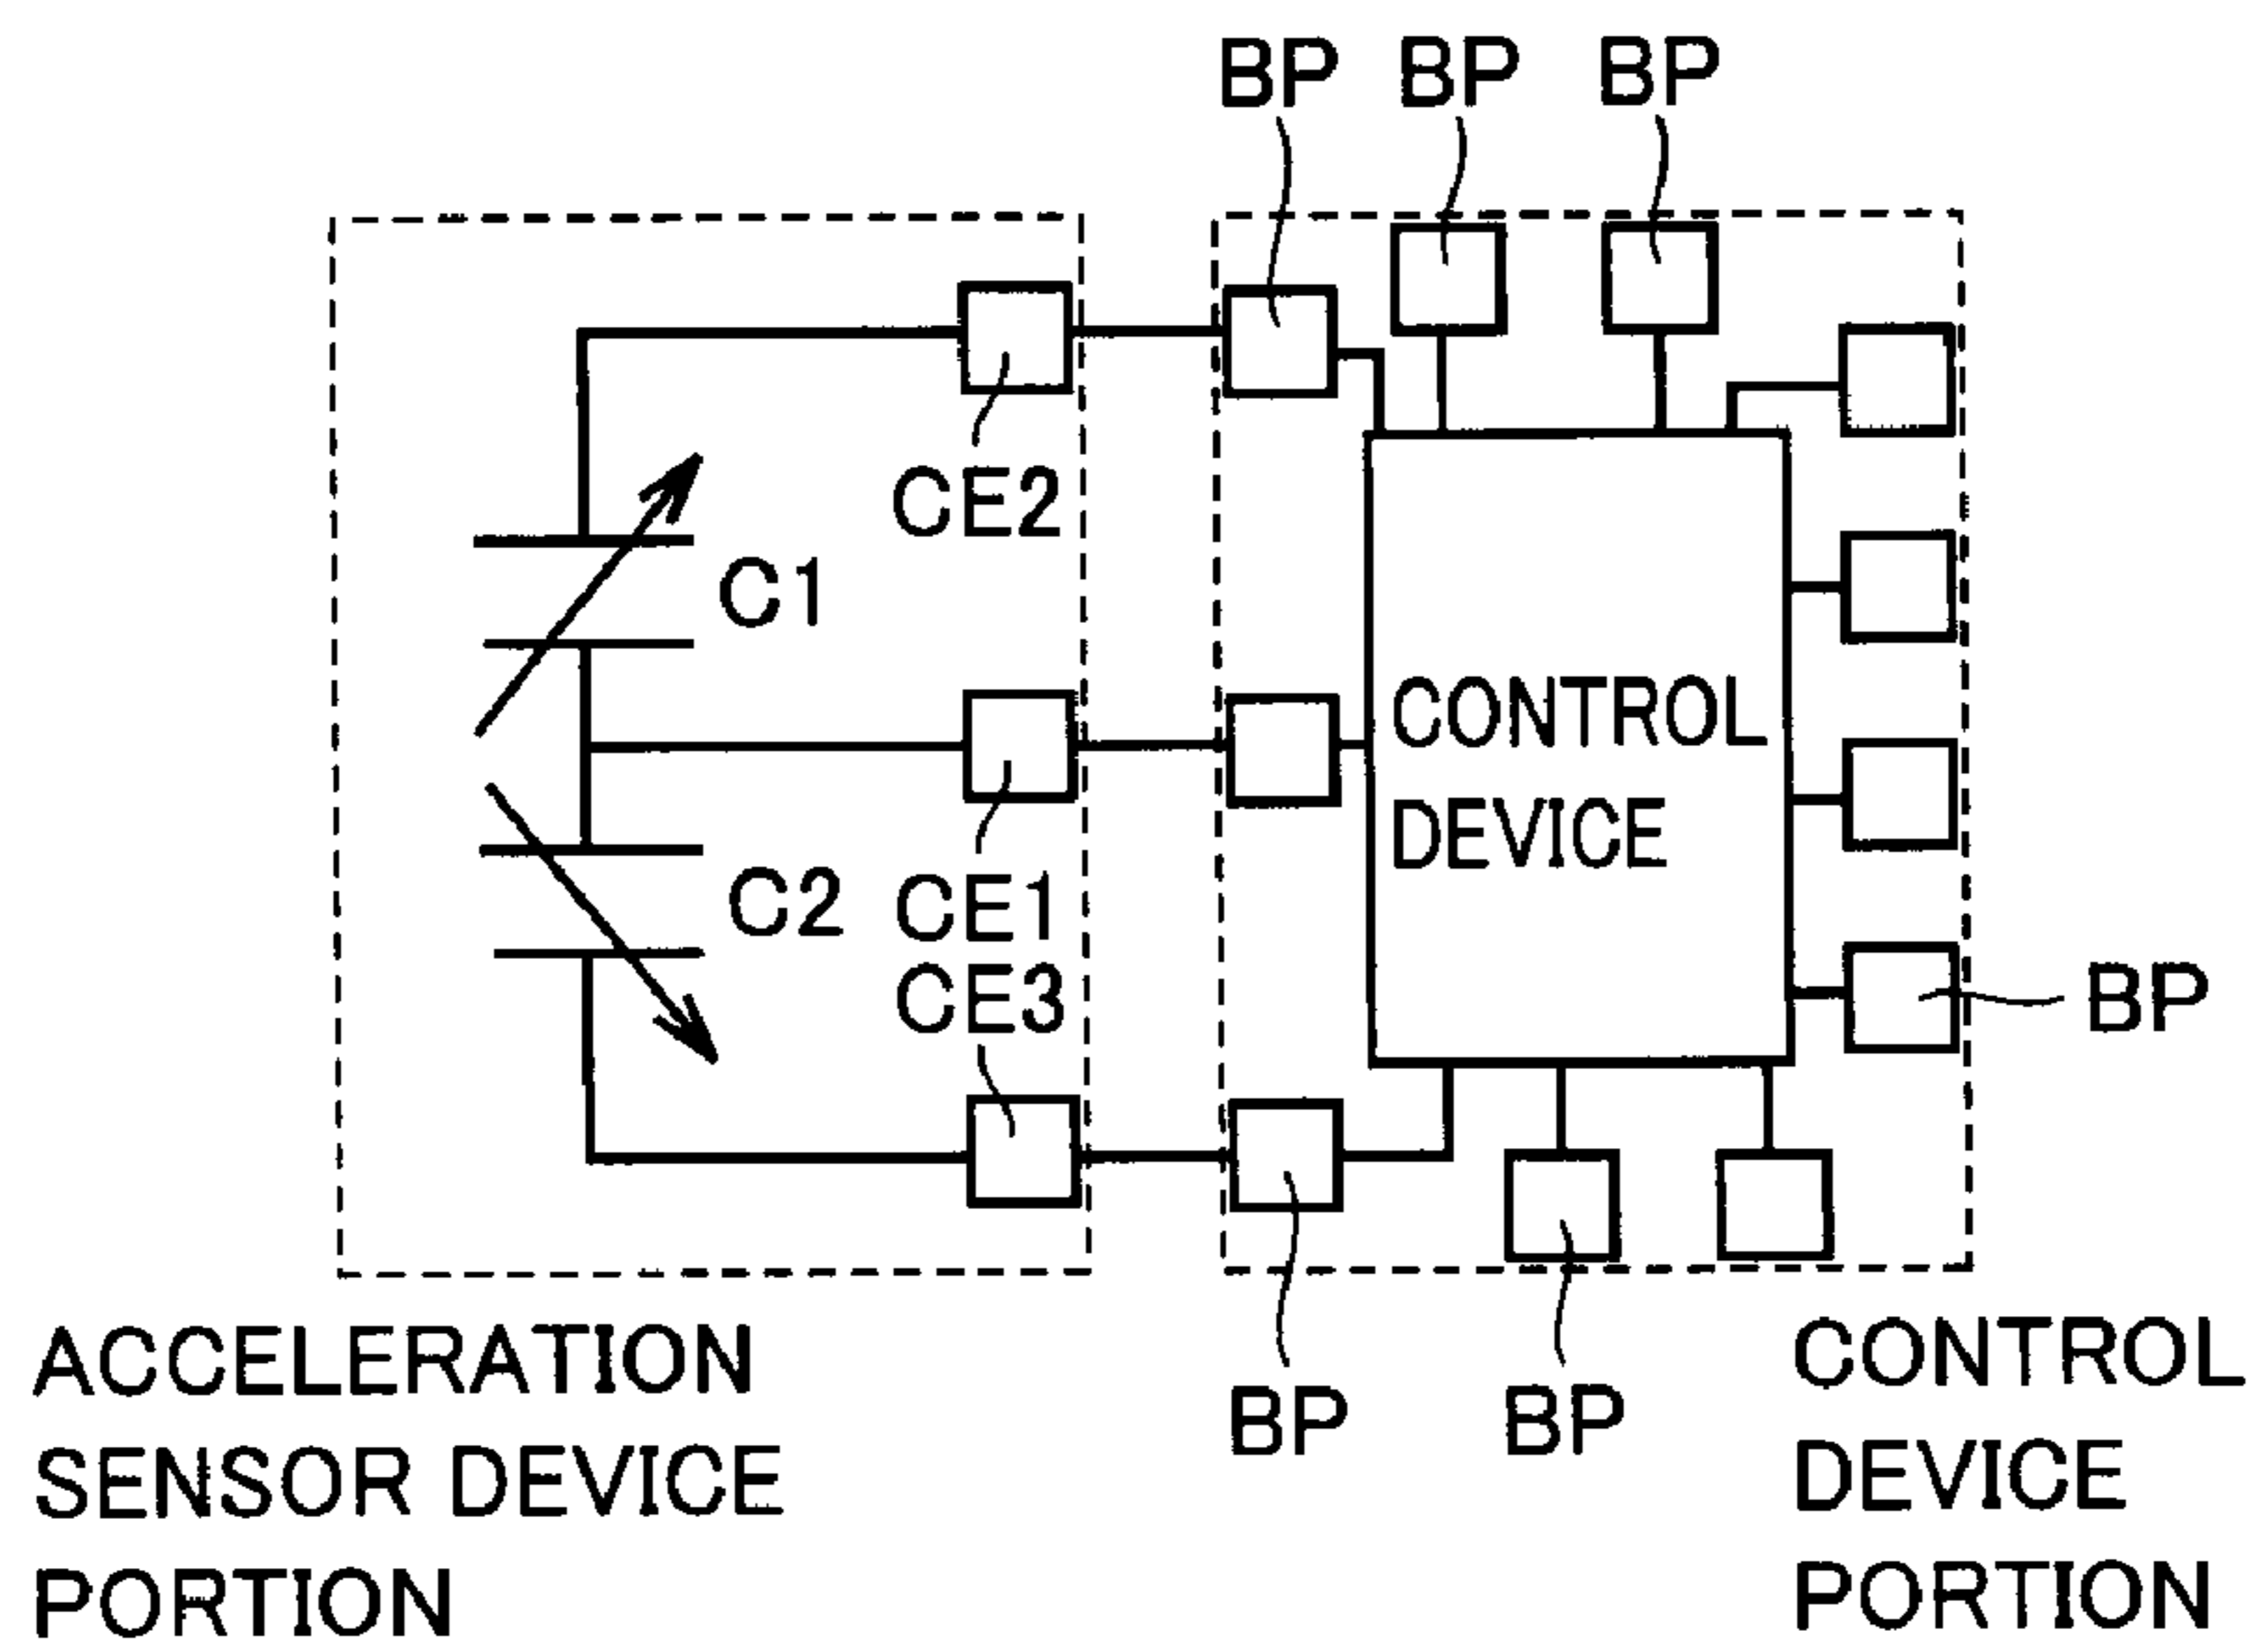 BP BP BP
CE2
C1
CONTROL
DEVICE
C2
CE1
CE3
BP
BP BP
ACCELERATION
SENSOR DEVICE
PORTION
CONTROL
DEVICE
PORTION